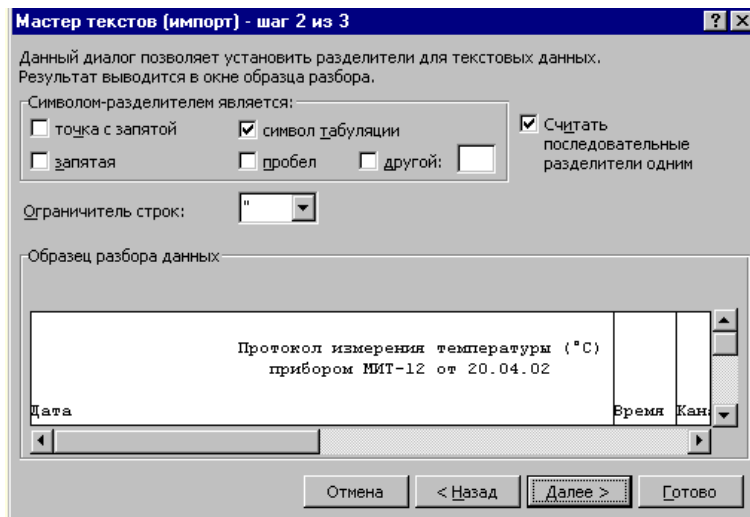 Мастер текстов (импорт) - шаг 2 из 3
Данный диалог позволяет установить разделители для текстовых данных.
Результат выводится в окне образца разбора.
Символом-разделителем является:
точка с запятой
символ табуляции
Считать
последовательные
разделители одним
запятая
пробел
другой:
Ограничитель строк:
"
Образец разбора данных
Протокол измерения температуры (°С)
прибором МИТ-12 от 20.04.02
Дата Время Кан
Отмена
< Назад
Далее >
Готово